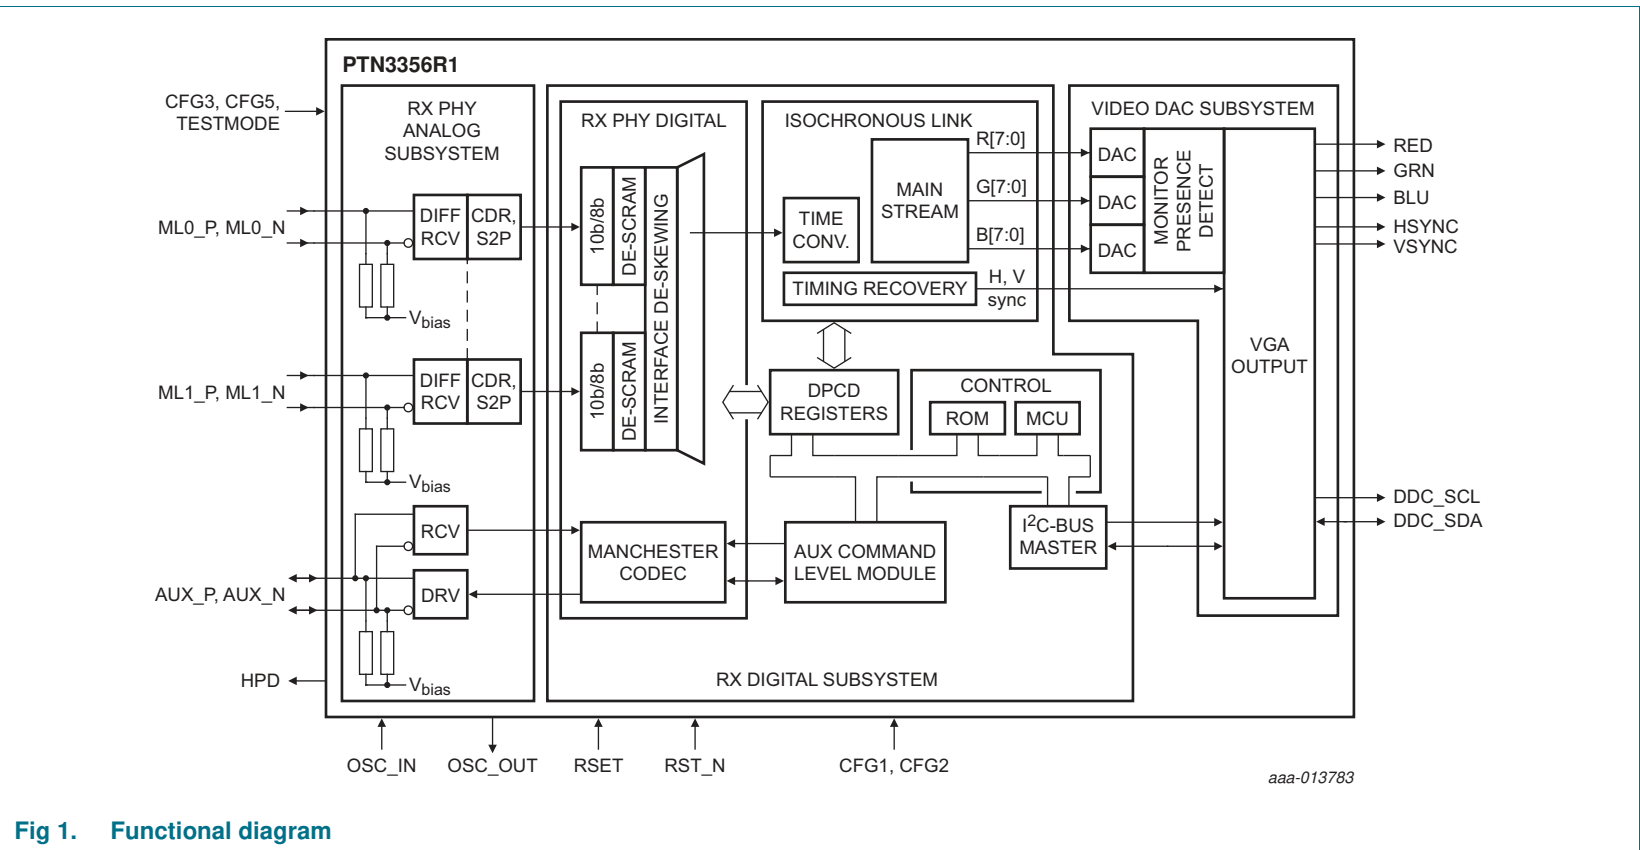 PTN3356R1
CFG3, CFG5,
TESTMODE
RX PHY
ANALOG
SUBSYSTEM
ML0_P, ML0_N
DIFF
RCV
CDR,
S2P
Vbias
ML1_P, ML1_N
DIFF
RCV
CDR,
S2P
Vbias
RCV
AUX_P, AUX_N
DRV
HPD
Vbias
RX PHY DIGITAL
10b/8b
DE-SCRAM
INTERFACE DE-SKEWING
10b/8b
DE-SCRAM
MANCHESTER
CODEC
ISOCHRONOUS LINK
TIME
CONV.
MAIN
STREAM
R[7:0]
G[7:0]
B[7:0]
TIMING RECOVERY
H, V
sync
DPCD
REGISTERS
CONTROL
ROM
MCU
AUX COMMAND
LEVEL MODULE
I2C-BUS
MASTER
RX DIGITAL SUBSYSTEM
VIDEO DAC SUBSYSTEM
DAC
DAC
DAC
MONITOR
PRESENCE
DETECT
VGA
OUTPUT
RED
GRN
BLU
HSYNC
VSYNC
DDC_SCL
DDC_SDA
OSC_IN
OSC_OUT
RSET
RST_N
CFG1, CFG2
aaa-013783
Fig 1. Functional diagram